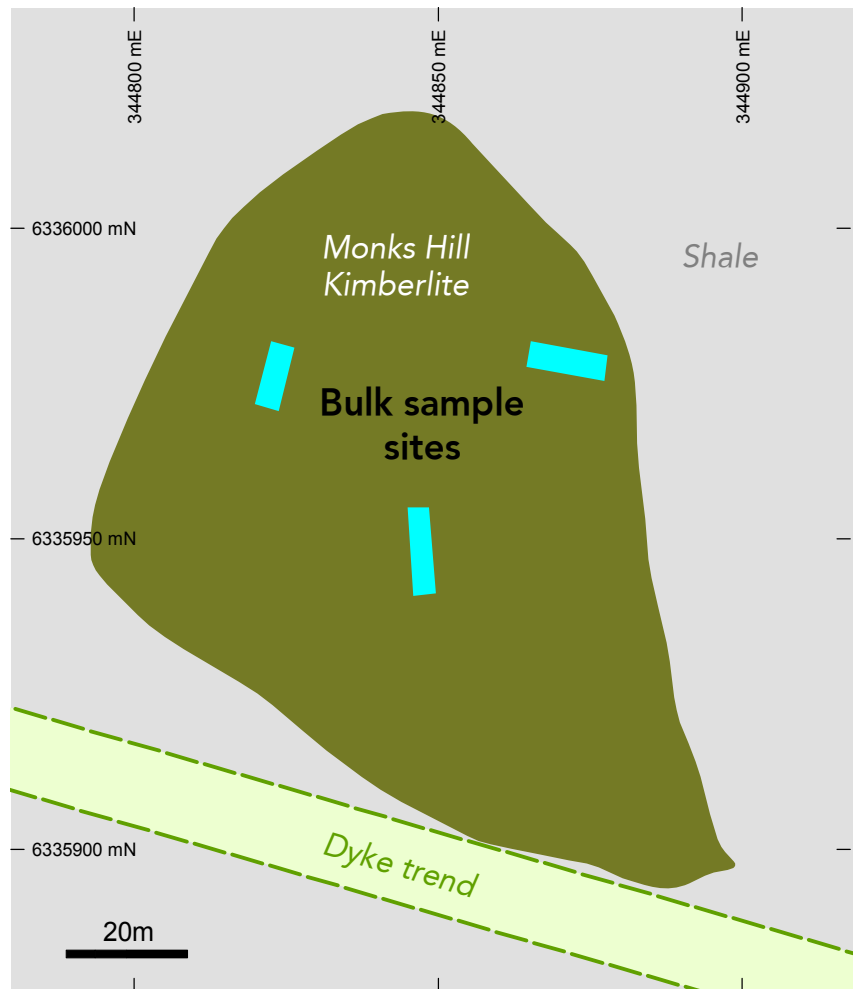 344800 mE
344850 mE
344900 mE
6336000 mN
Monks Hill
Kimberlite
Shale
Bulk sample
sites
6335950 mN
6335900 mN
Dyke trend
20m